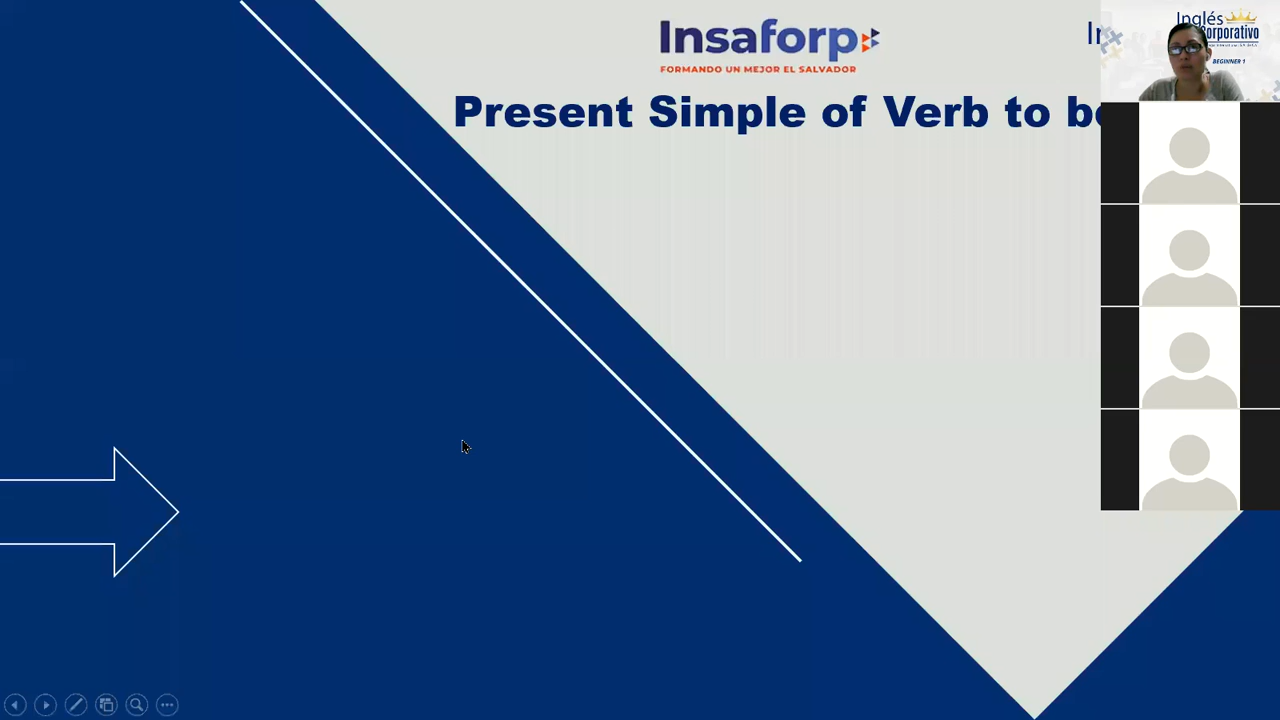 Insaforp
FORMANDO UN MEJOR EL SALVADOR
Present Simple of Verb to be
Inglés
Corporativo
BEGINNER 1